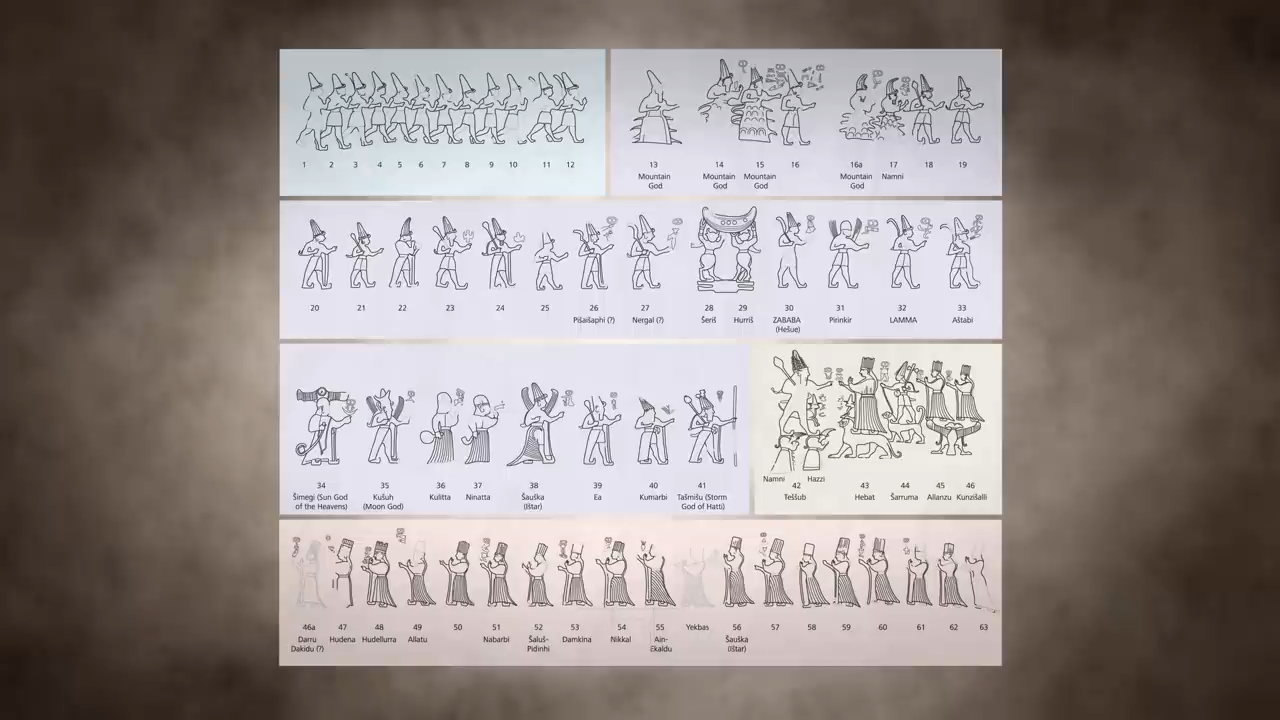 1 2 3 4 5 6 7 8 9 10 11 12
13 14 15 16 16a 17 18 19
Mountain God Mountain God Mountain God Mountain God Namni
20 21 22 23 24 25 26 27 28 29 30 31 32 33
Pišaišaphi (?) Nergal (?) Šeriš Hurriš ZABABA (Hešue) Pirinkir LAMMA Aštabi
34 35 36 37 38 39 40 41
Šimegi (Sun God of the Heavens) Kušuh (Moon God) Kulitta Ninatta Šauška (Ištar) Ea Kumarbi Tašmišu (Storm God of Hatti)
Namni Hazzi
42 43 44 45 46
Teššub Hebat Šarruma Allanzu Kunzišalli
46a 47 48 49 50 51 52 53 54 55 Yekbas 56 57 58 59 60 61 62 63
Darru Dakidu (?) Hudena Hudellurra Allatu Nabarbi Šaluš-Pidinhi Damkina Nikkal Šauška (Ištar)